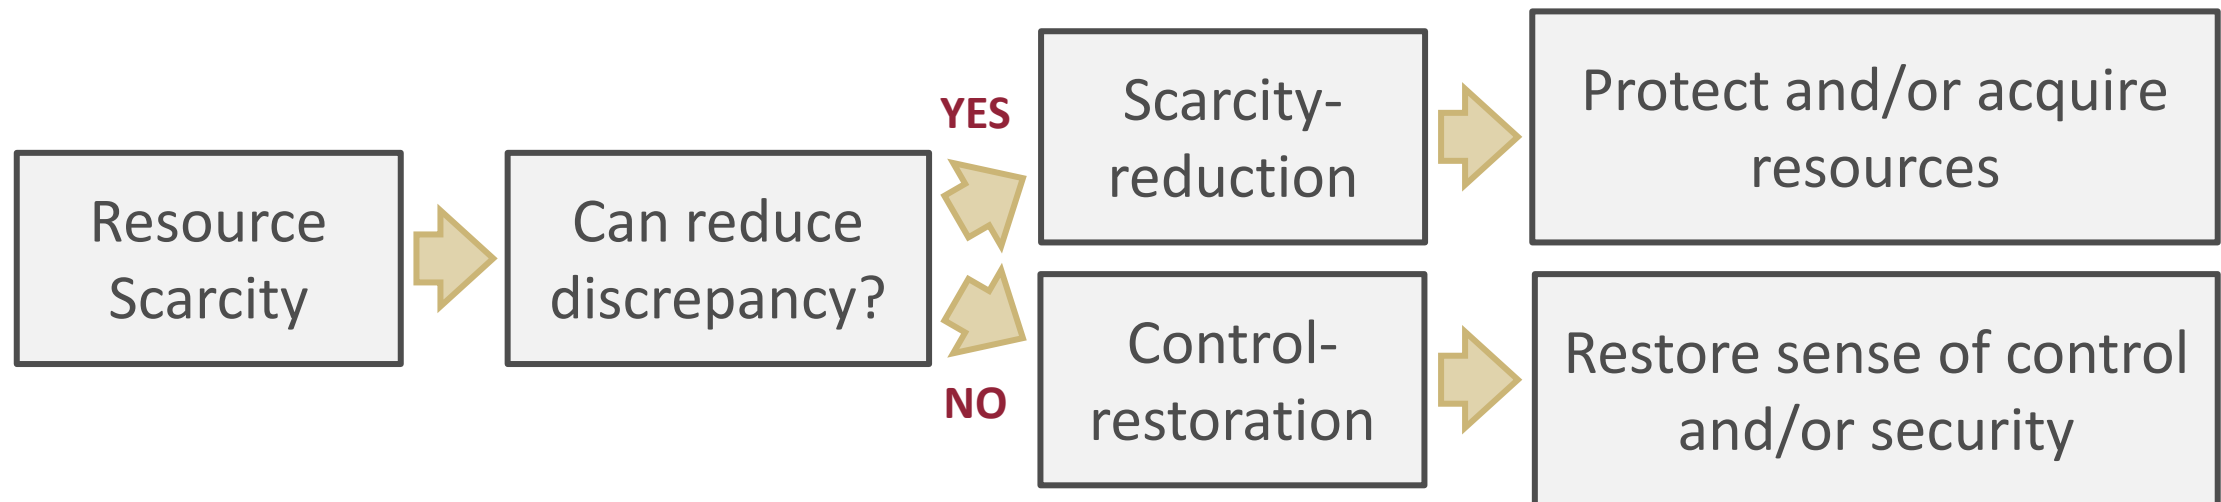 Resource
Scarcity
Can reduce
discrepancy?
YES
Scarcity-
reduction
Protect and/or acquire
resources
NO
Control-
restoration
Restore sense of control
and/or security